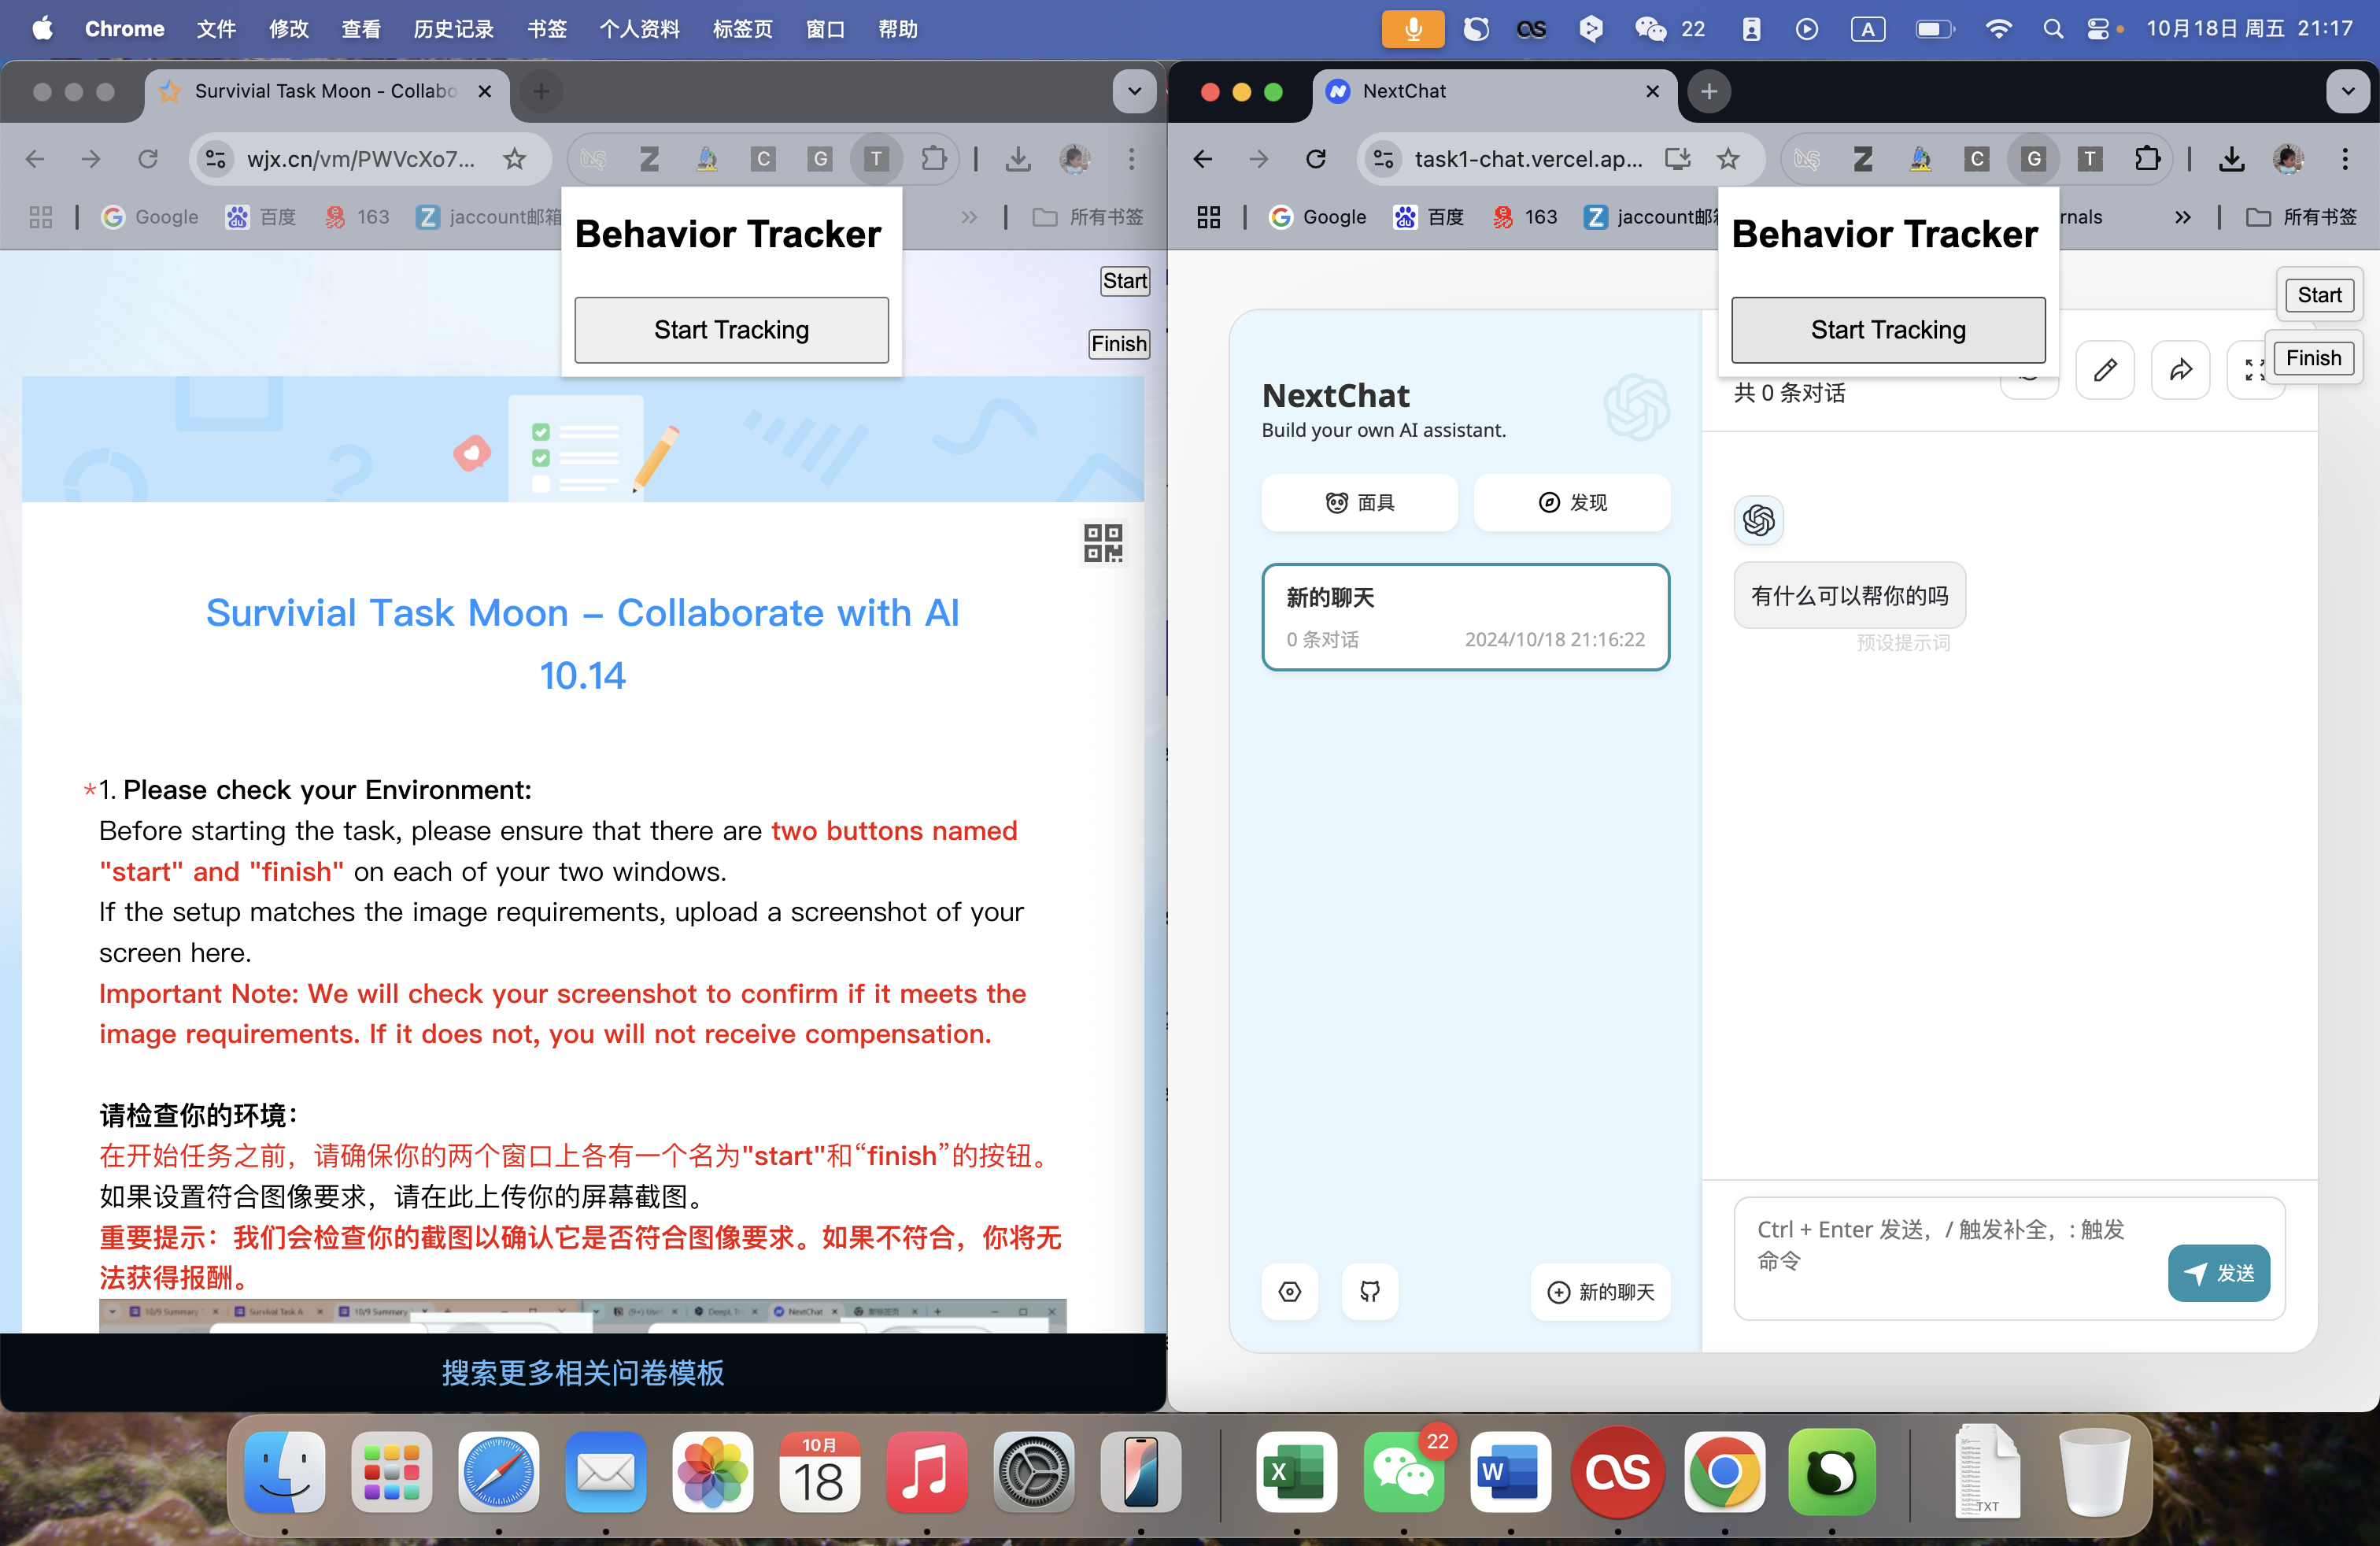 Chrome 文件 修改 查看 历史记录 书签 个人资料 标签页 窗口 帮助 22 A 10月18日 周五 21:17
Survivial Task Moon - Collabo
wjx.cn/vm/PWVcXo7...
Z C G T
Google 百度 163 Z jaccount邮箱 所有书签
Behavior Tracker
Start Tracking
Start
Finish
Survivial Task Moon – Collaborate with AI
10.14
*1. Please check your Environment:
Before starting the task, please ensure that there are two buttons named
"start" and "finish" on each of your two windows.
If the setup matches the image requirements, upload a screenshot of your
screen here.
Important Note: We will check your screenshot to confirm if it meets the
image requirements. If it does not, you will not receive compensation.
请检查你的环境：
在开始任务之前，请确保你的两个窗口上各有一个名为"start"和“finish”的按钮。
如果设置符合图像要求，请在此上传你的屏幕截图。
重要提示：我们会检查你的截图以确认它是否符合图像要求。如果不符合，你将无
法获得报酬。
10/9 Summary Survival Task A 10/9 Summary NextChat
搜索更多相关问卷模板
NextChat
task1-chat.vercel.ap...
Z C G T
Google 百度 163 Z jaccount邮箱 rnals 所有书签
Behavior Tracker
Start Tracking
Start
Finish
NextChat
Build your own AI assistant.
面具
发现
新的聊天
0 条对话 2024/10/18 21:16:22
新的聊天
共 0 条对话
有什么可以帮你的吗
预设提示词
Ctrl + Enter 发送，/ 触发补全，: 触发
命令
发送
10月
18
X
22
W
TXT